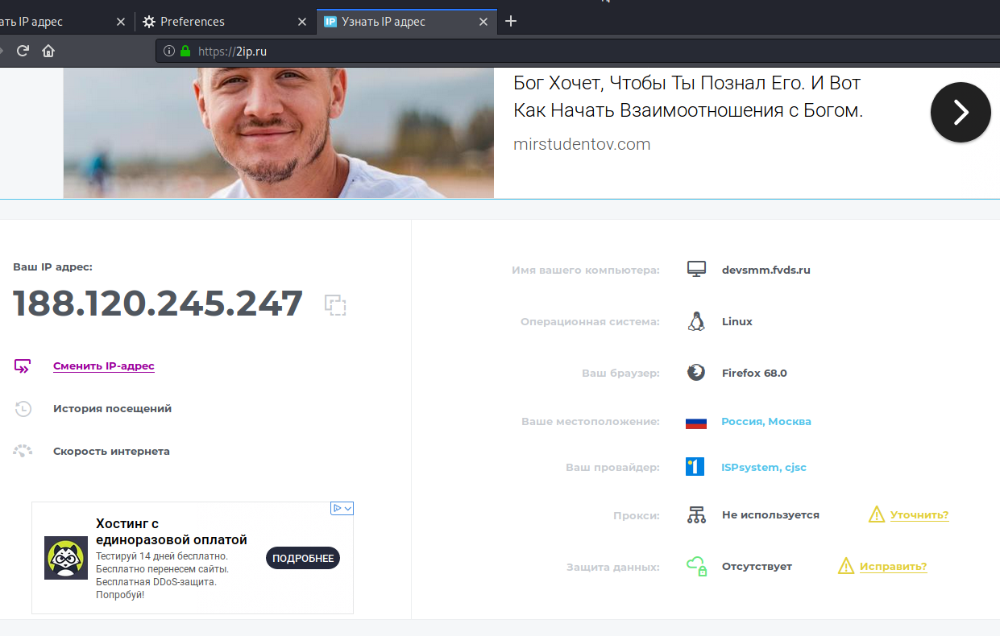 ать IP адрес
Preferences
IP Узнать IP адрес
https://2ip.ru
Бог Хочет, Чтобы Ты Познал Его. И Вот
Как Начать Взаимоотношения с Богом.
mirstudentov.com
Ваш IP адрес:
188.120.245.247
Сменить IP-адрес
История посещений
Скорость интернета
Хостинг с
единоразовой оплатой
Тестируй 14 дней бесплатно.
Бесплатно перенесем сайты.
Бесплатная DDoS-защита.
Попробуй!
ПОДРОБНЕЕ
Имя вашего компьютера: devsmm.fvds.ru
Операционная система: Linux
Ваш браузер: Firefox 68.0
Ваше местоположение: Россия, Москва
Ваш провайдер: ISPsystem, cjsc
Прокси: Не используется Уточнить?
Защита данных: Отсутствует Исправить?